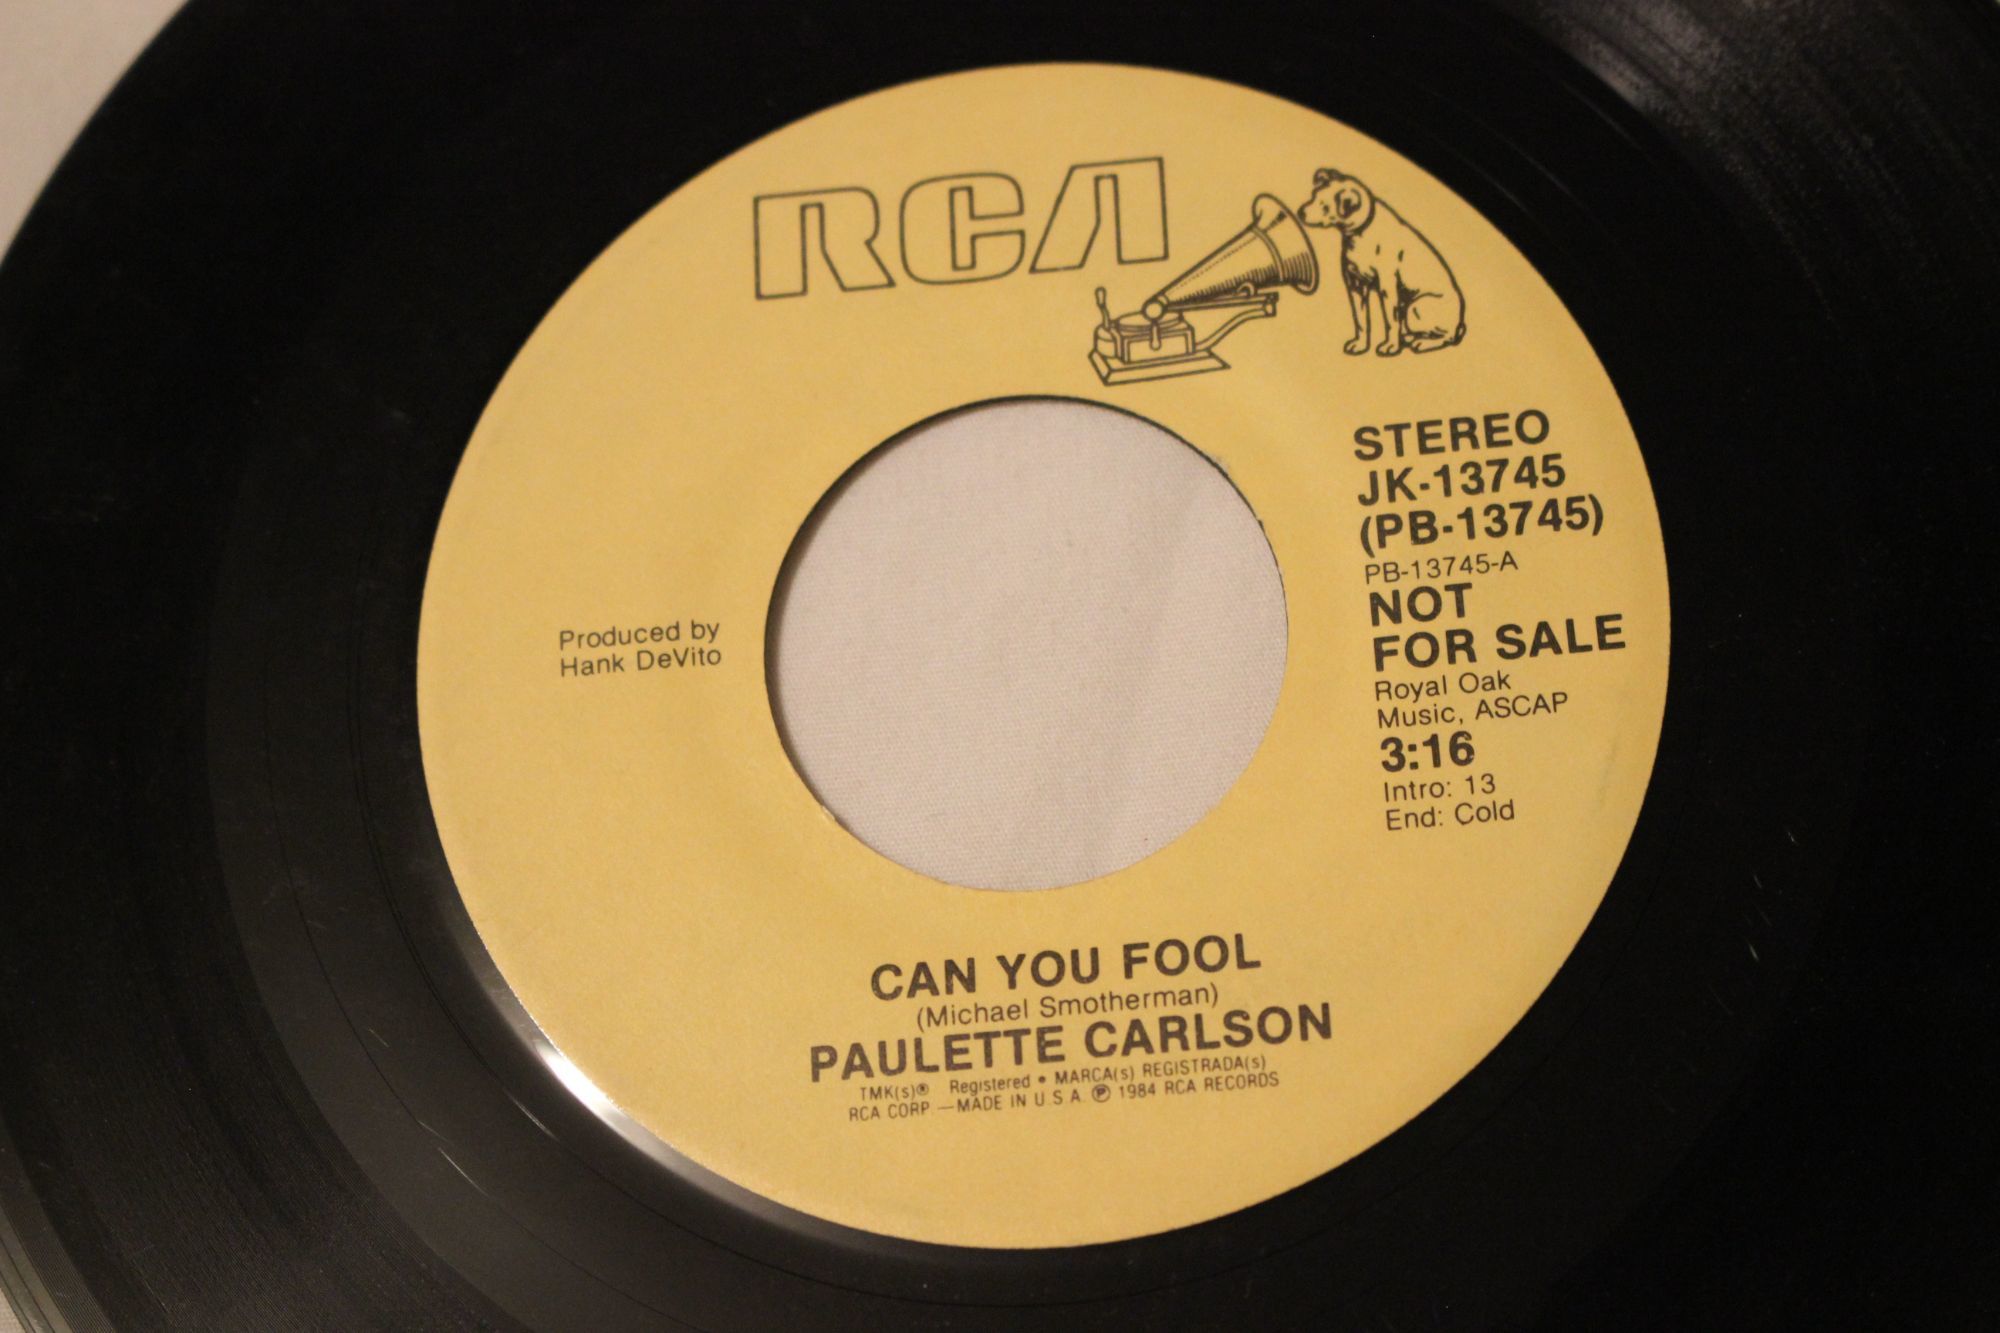 RCA
STEREO
JK-13745
(PB-13745)
PB-13745-A
NOT
FOR SALE
Royal Oak
Music, ASCAP
3:16
Intro: 13
End: Cold
Produced by
Hank DeVito
CAN YOU FOOL
(Michael Smotherman)
PAULETTE CARLSON
TMK(s)® Registered • MARCA(s) REGISTRADA(s)
RCA CORP.—MADE IN U.S.A. ℗ 1984 RCA RECORDS